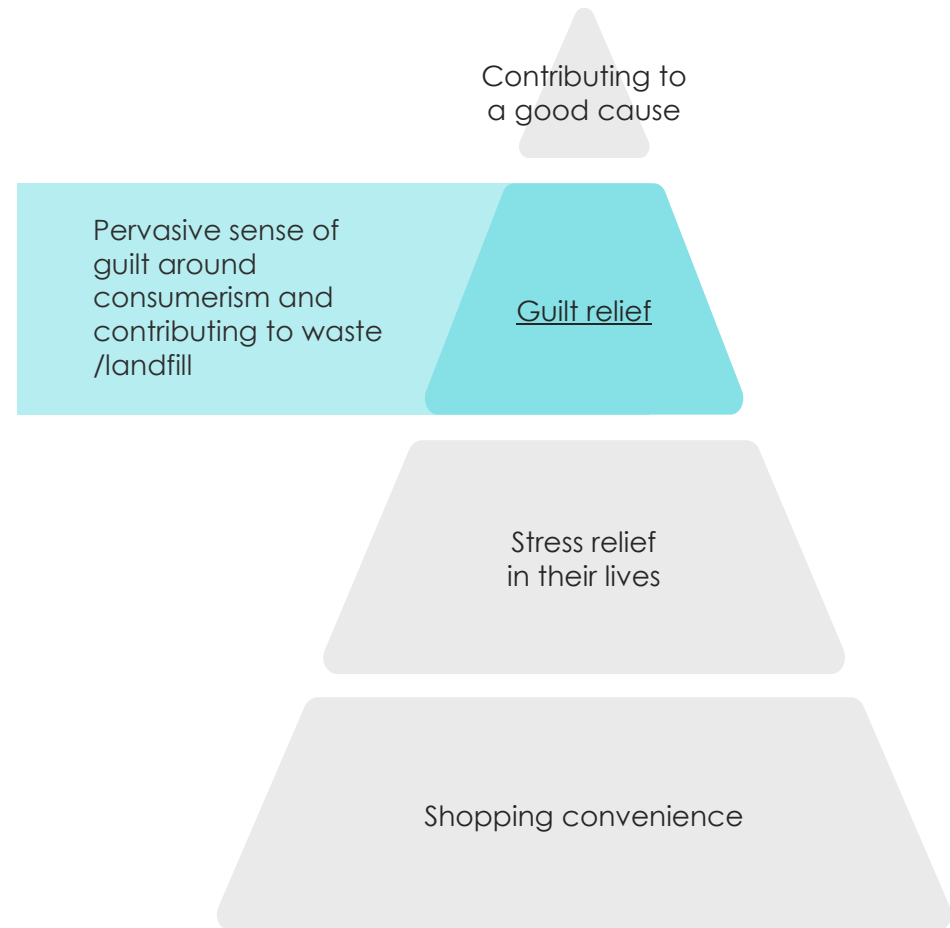 Contributing to
a good cause
Pervasive sense of
guilt around
consumerism and
contributing to waste
/landfill
Guilt relief
Stress relief
in their lives
Shopping convenience